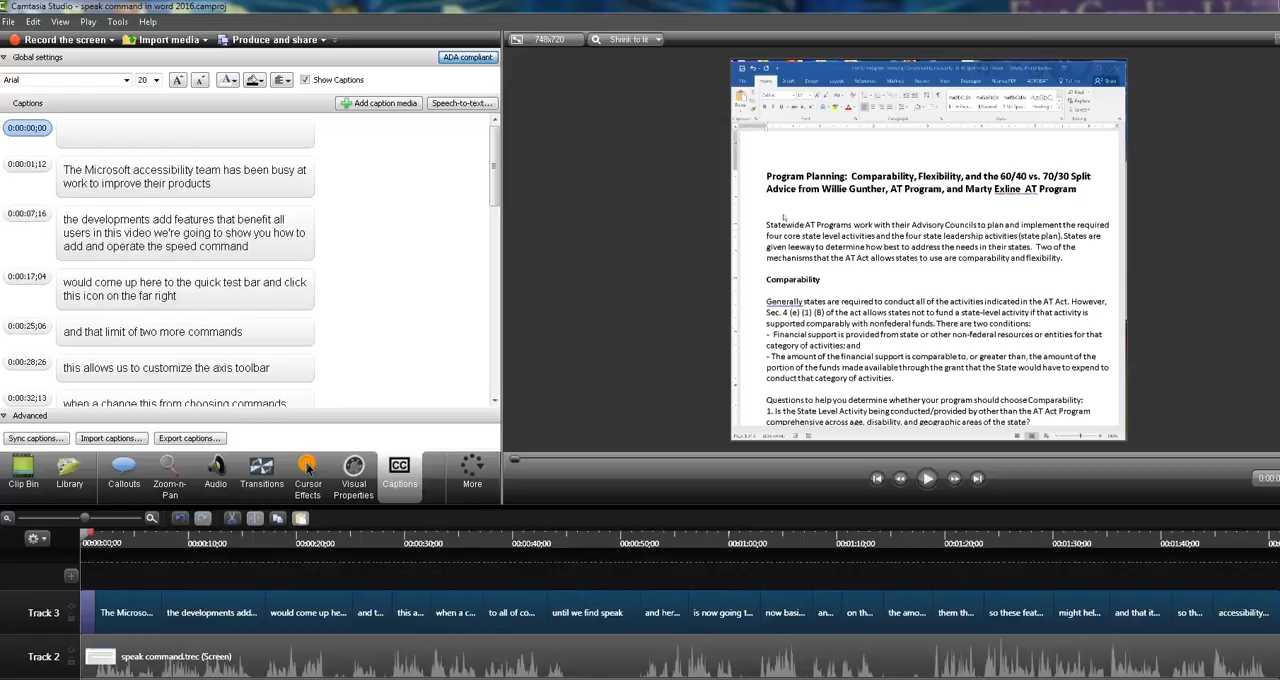 Camtasia Studio - speak command in word 2016.camproj
File Edit View Play Tools Help
Record the screen Import media Produce and share
748x720 Shrink to fit
Global settings ADA compliant
Arial 20 Show Captions
Captions Add caption media Speech-to-text...
0:00:00;00
0:00:01;12 The Microsoft accessibility team has been busy at
work to improve their products
0:00:07;16 the developments add features that benefit all
users in this video we're going to show you how to
add and operate the speed command
0:00:17;04 would come up here to the quick test bar and click
this icon on the far right
0:00:25;06 and that limit of two more commands
0:00:28;26 this allows us to customize the axis toolbar
0:00:32;13 when a change this from choosing commands
Advanced
Sync captions... Import captions... Export captions...
Clip Bin Library Callouts Zoom-n-
Pan Audio Transitions Cursor
Effects Visual
Properties Captions More
Program Planning: Comparability, Flexibility, and the 60/40 vs. 70/30 Split
Advice from Willie Gunther, AT Program, and Marty Exline AT Program
Statewide AT Programs work with their Advisory Councils to plan and implement the required
four core state level activities and the four state leadership activities (state plan). States are
given leeway to determine how best to address the needs in their states. Two of the
mechanisms that the AT Act allows states to use are comparability and flexibility.
Comparability
Generally states are required to conduct all of the activities indicated in the AT Act. However,
Sec. 4 (e) (1) (B) of the act allows states not to fund a state-level activity if that activity is
supported comparably with nonfederal funds. There are two conditions:
- Financial support is provided from state or other non-federal resources or entities for that
category of activities; and
- The amount of the financial support is comparable to, or greater than, the amount of the
portion of the funds made available through the grant that the State would have to expend to
conduct that category of activities.
Questions to help you determine whether your program should choose Comparability:
1. Is the State Level Activity being conducted/provided by other than the AT Act Program
comprehensive across age, disability, and geographic areas of the state?
0:00:0
00:00:00;00 00:00:10;00 00:00:20;00 00:00:30;00 00:00:40;00 00:00:50;00 00:01:00;00 00:01:10;00 00:01:20;00 00:01:30;00 00:01:40;00
Track 3 The Microso... the developments add... would come up he... and t... this a... when a c... to all of co... until we find speak and her... is now going t... now basi... an... on th... the amo... them th... so these feat... might hel... and that it... so th... accessibility...
Track 2 speak command.trec (Screen)